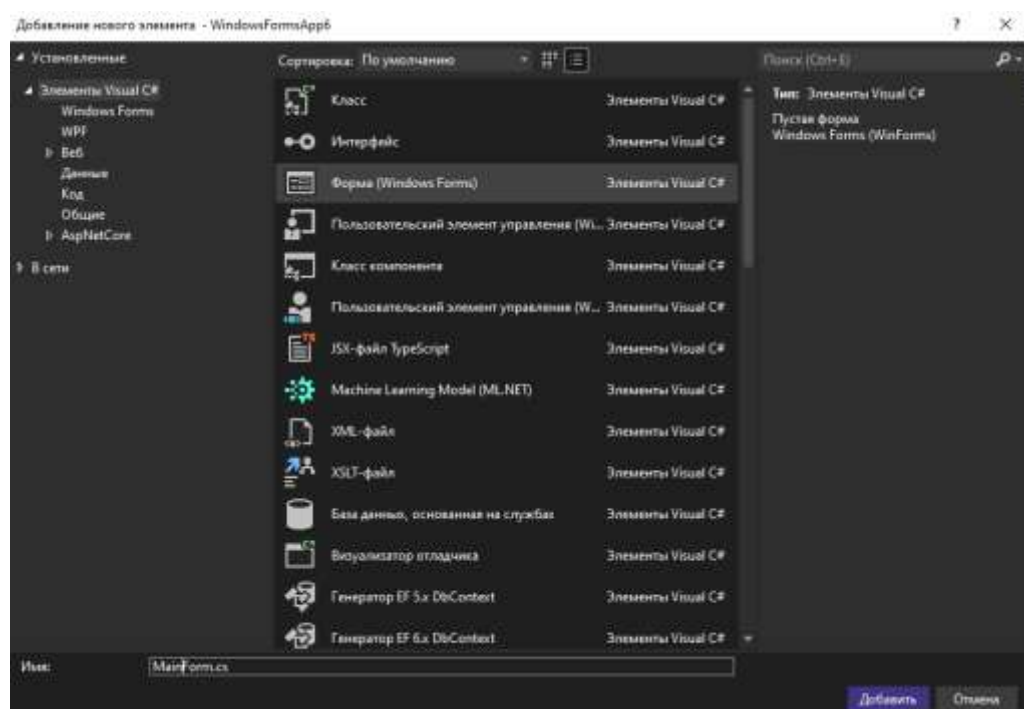 Добавление нового элемента - WindowsFormsApp6
? ×
Установленные
Сортировка: По умолчанию
Поиск (Ctrl+E)
Элементы Visual C#
Windows Forms
WPF
Веб
Данные
Код
Общие
AspNetCore
В сети
Класс Элементы Visual C#
Интерфейс Элементы Visual C#
Форма (Windows Forms) Элементы Visual C#
Пользовательский элемент управления (Wi... Элементы Visual C#
Класс компонента Элементы Visual C#
Пользовательский элемент управления (W... Элементы Visual C#
JSX-файл TypeScript Элементы Visual C#
Machine Learning Model (ML.NET) Элементы Visual C#
XML-файл Элементы Visual C#
XSLT-файл Элементы Visual C#
База данных, основанная на службах Элементы Visual C#
Визуализатор отладчика Элементы Visual C#
Генератор EF 5.x DbContext Элементы Visual C#
Генератор EF 6.x DbContext Элементы Visual C#
Тип: Элементы Visual C#
Пустая форма
Windows Forms (WinForms)
Имя: MainForm.cs
Добавить Отмена